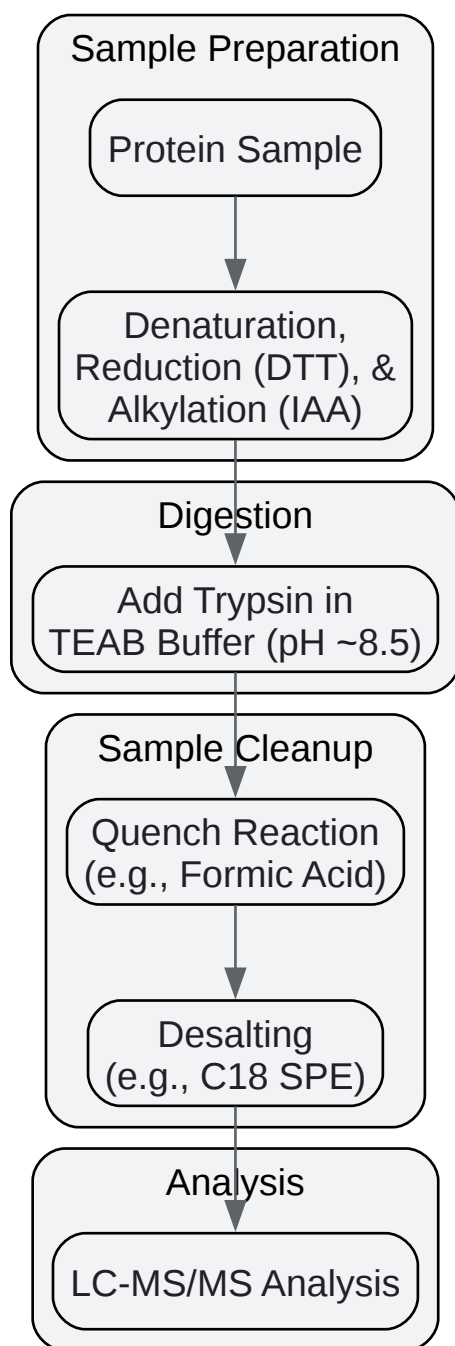 Sample Preparation
Protein Sample
Denaturation,
Reduction (DTT), &
Alkylation (IAA)
Digestion
Add Trypsin in
TEAB Buffer (pH ~8.5)
Sample Cleanup
Quench Reaction
(e.g., Formic Acid)
Desalting
(e.g., C18 SPE)
Analysis
LC-MS/MS Analysis